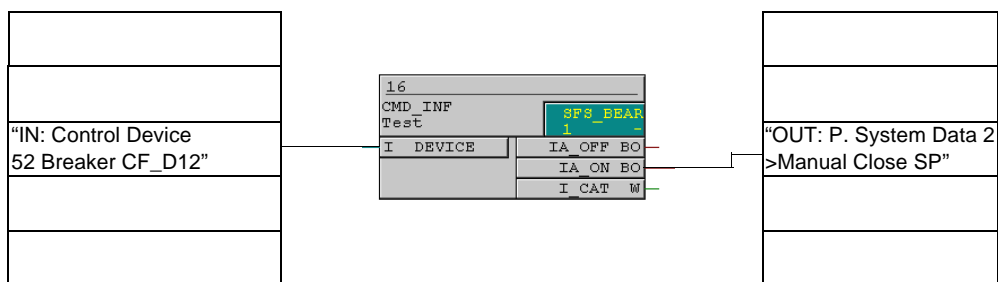 “IN: Control Device
52 Breaker CF_D12”
16
CMD_INF
Test
SFS_BEAR
1 -
I DEVICE
IA_OFF BO
IA_ON BO
I_CAT W
“OUT: P. System Data 2
>Manual Close SP”